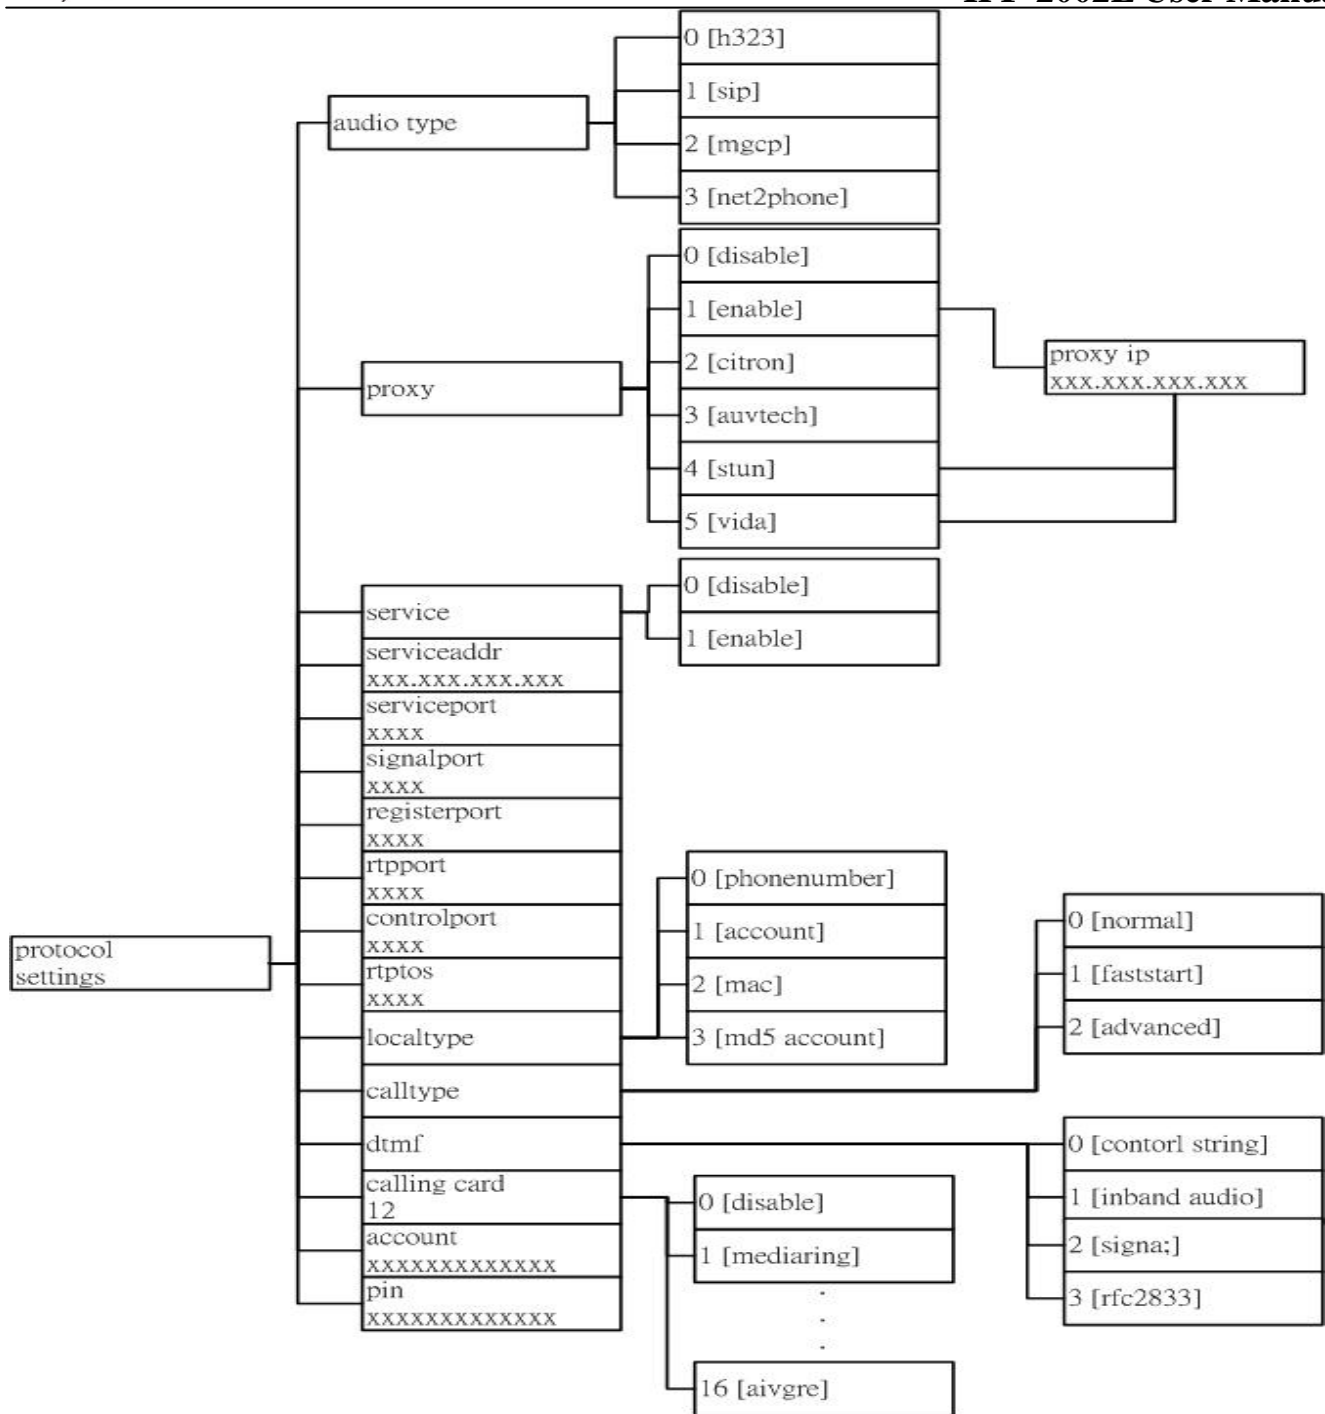 0 [h323]
1 [sip]
audio type
2 [mgcp]
3 [net2phone]
0 [disable]
1 [enable]
proxy ip
xxx.xxx.xxx.xxx
2 [citron]
proxy
3 [auvtech]
4 [stun]
5 [vida]
0 [disable]
service
1 [enable]
serviceaddr
xxx.xxx.xxx.xxx
serviceport
xxxx
signalport
xxxx
registerport
xxxx
rtpport
xxxx
0 [phonenumber]
controlport
xxxx
1 [account]
0 [normal]
protocol
settings
rtptos
xxxx
2 [mac]
1 [faststart]
localtype
3 [md5 account]
2 [advanced]
calltype
dtmf
0 [contorl string]
calling card
12
0 [disable]
1 [inband audio]
account
xxxxxxxxxxxxx
1 [mediaring]
2 [signa;]
pin
xxxxxxxxxxxxx
3 [rfc2833]
.
.
.
16 [aivgre]